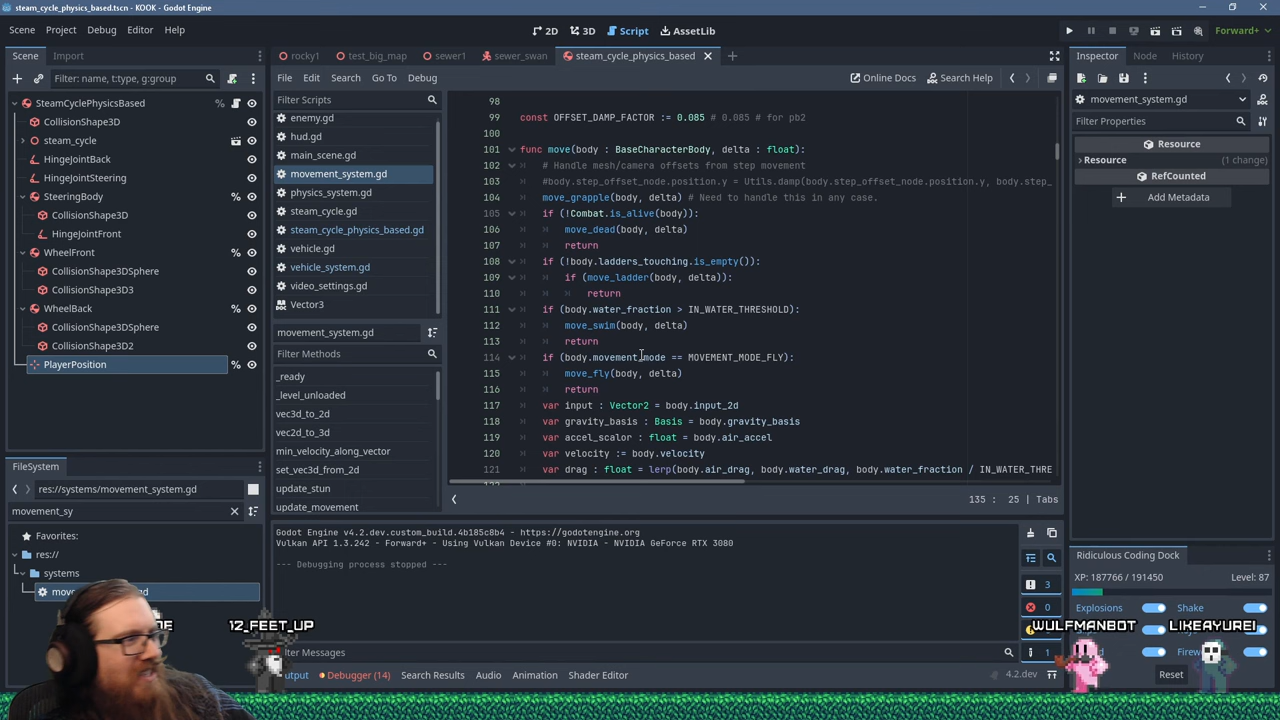 steam_cycle_physics_based.tscn - KOOK - Godot Engine
Scene Project Debug Editor Help
2D 3D Script AssetLib
Forward+
Scene Import
rocky1 test_big_map sewer1 sewer_swan steam_cycle_physics_based
Inspector Node History
Filter: name, t:type, g:group
File Edit Search Go To Debug
Online Docs Search Help
SteamCyclePhysicsBased
CollisionShape3D
steam_cycle
HingeJointBack
HingeJointSteering
SteeringBody
CollisionShape3D
HingeJointFront
WheelFront
CollisionShape3DSphere
CollisionShape3D3
WheelBack
CollisionShape3DSphere
CollisionShape3D2
PlayerPosition
FileSystem
res://systems/movement_system.gd
movement_sy
Favorites:
res://
systems
Filter Scripts
enemy.gd
hud.gd
main_scene.gd
movement_system.gd
physics_system.gd
steam_cycle.gd
steam_cycle_physics_based.gd
vehicle.gd
vehicle_system.gd
video_settings.gd
Vector3
movement_system.gd
Filter Methods
_ready
_level_unloaded
vec3d_to_2d
vec2d_to_3d
min_velocity_along_vector
set_vec3d_from_2d
update_stun
update_movement
98
99 const OFFSET_DAMP_FACTOR := 0.085 # 0.085 # for pb2
100
101 func move(body : BaseCharacterBody, delta : float):
102 # Handle mesh/camera offsets from step movement
103 #body.step_offset_node.position.y = Utils.damp(body.step_offset_node.position.y, body.step_
104 move_grapple(body, delta) # Need to handle this in any case.
105 if (!Combat.is_alive(body)):
106 move_dead(body, delta)
107 return
108 if (!body.ladders_touching.is_empty()):
109 if (move_ladder(body, delta)):
110 return
111 if (body.water_fraction > IN_WATER_THRESHOLD):
112 move_swim(body, delta)
113 return
114 if (body.movement_mode == MOVEMENT_MODE_FLY):
115 move_fly(body, delta)
116 return
117 var input : Vector2 = body.input_2d
118 var gravity_basis : Basis = body.gravity_basis
119 var accel_scalor : float = body.air_accel
120 var velocity := body.velocity
121 var drag : float = lerp(body.air_drag, body.water_drag, body.water_fraction / IN_WATER_THRE
135 : 25 | Tabs
Godot Engine v4.2.dev.custom_build.4b185c8b4 - https://godotengine.org
Vulkan API 1.3.242 - Forward+ - Using Vulkan Device #0: NVIDIA - NVIDIA GeForce RTX 3080
--- Debugging process stopped ---
3
0
1
Filter Messages
Debugger (14) Search Results Audio Animation Shader Editor
4.2.dev
movement_system.gd
Filter Properties
Resource
Resource (1 change)
RefCounted
Add Metadata
Ridiculous Coding Dock
XP: 187766 / 191450 Level: 87
Explosions Shake
Reset
12_FEET_UP
WULFMANBOT
LIKEAYUREI